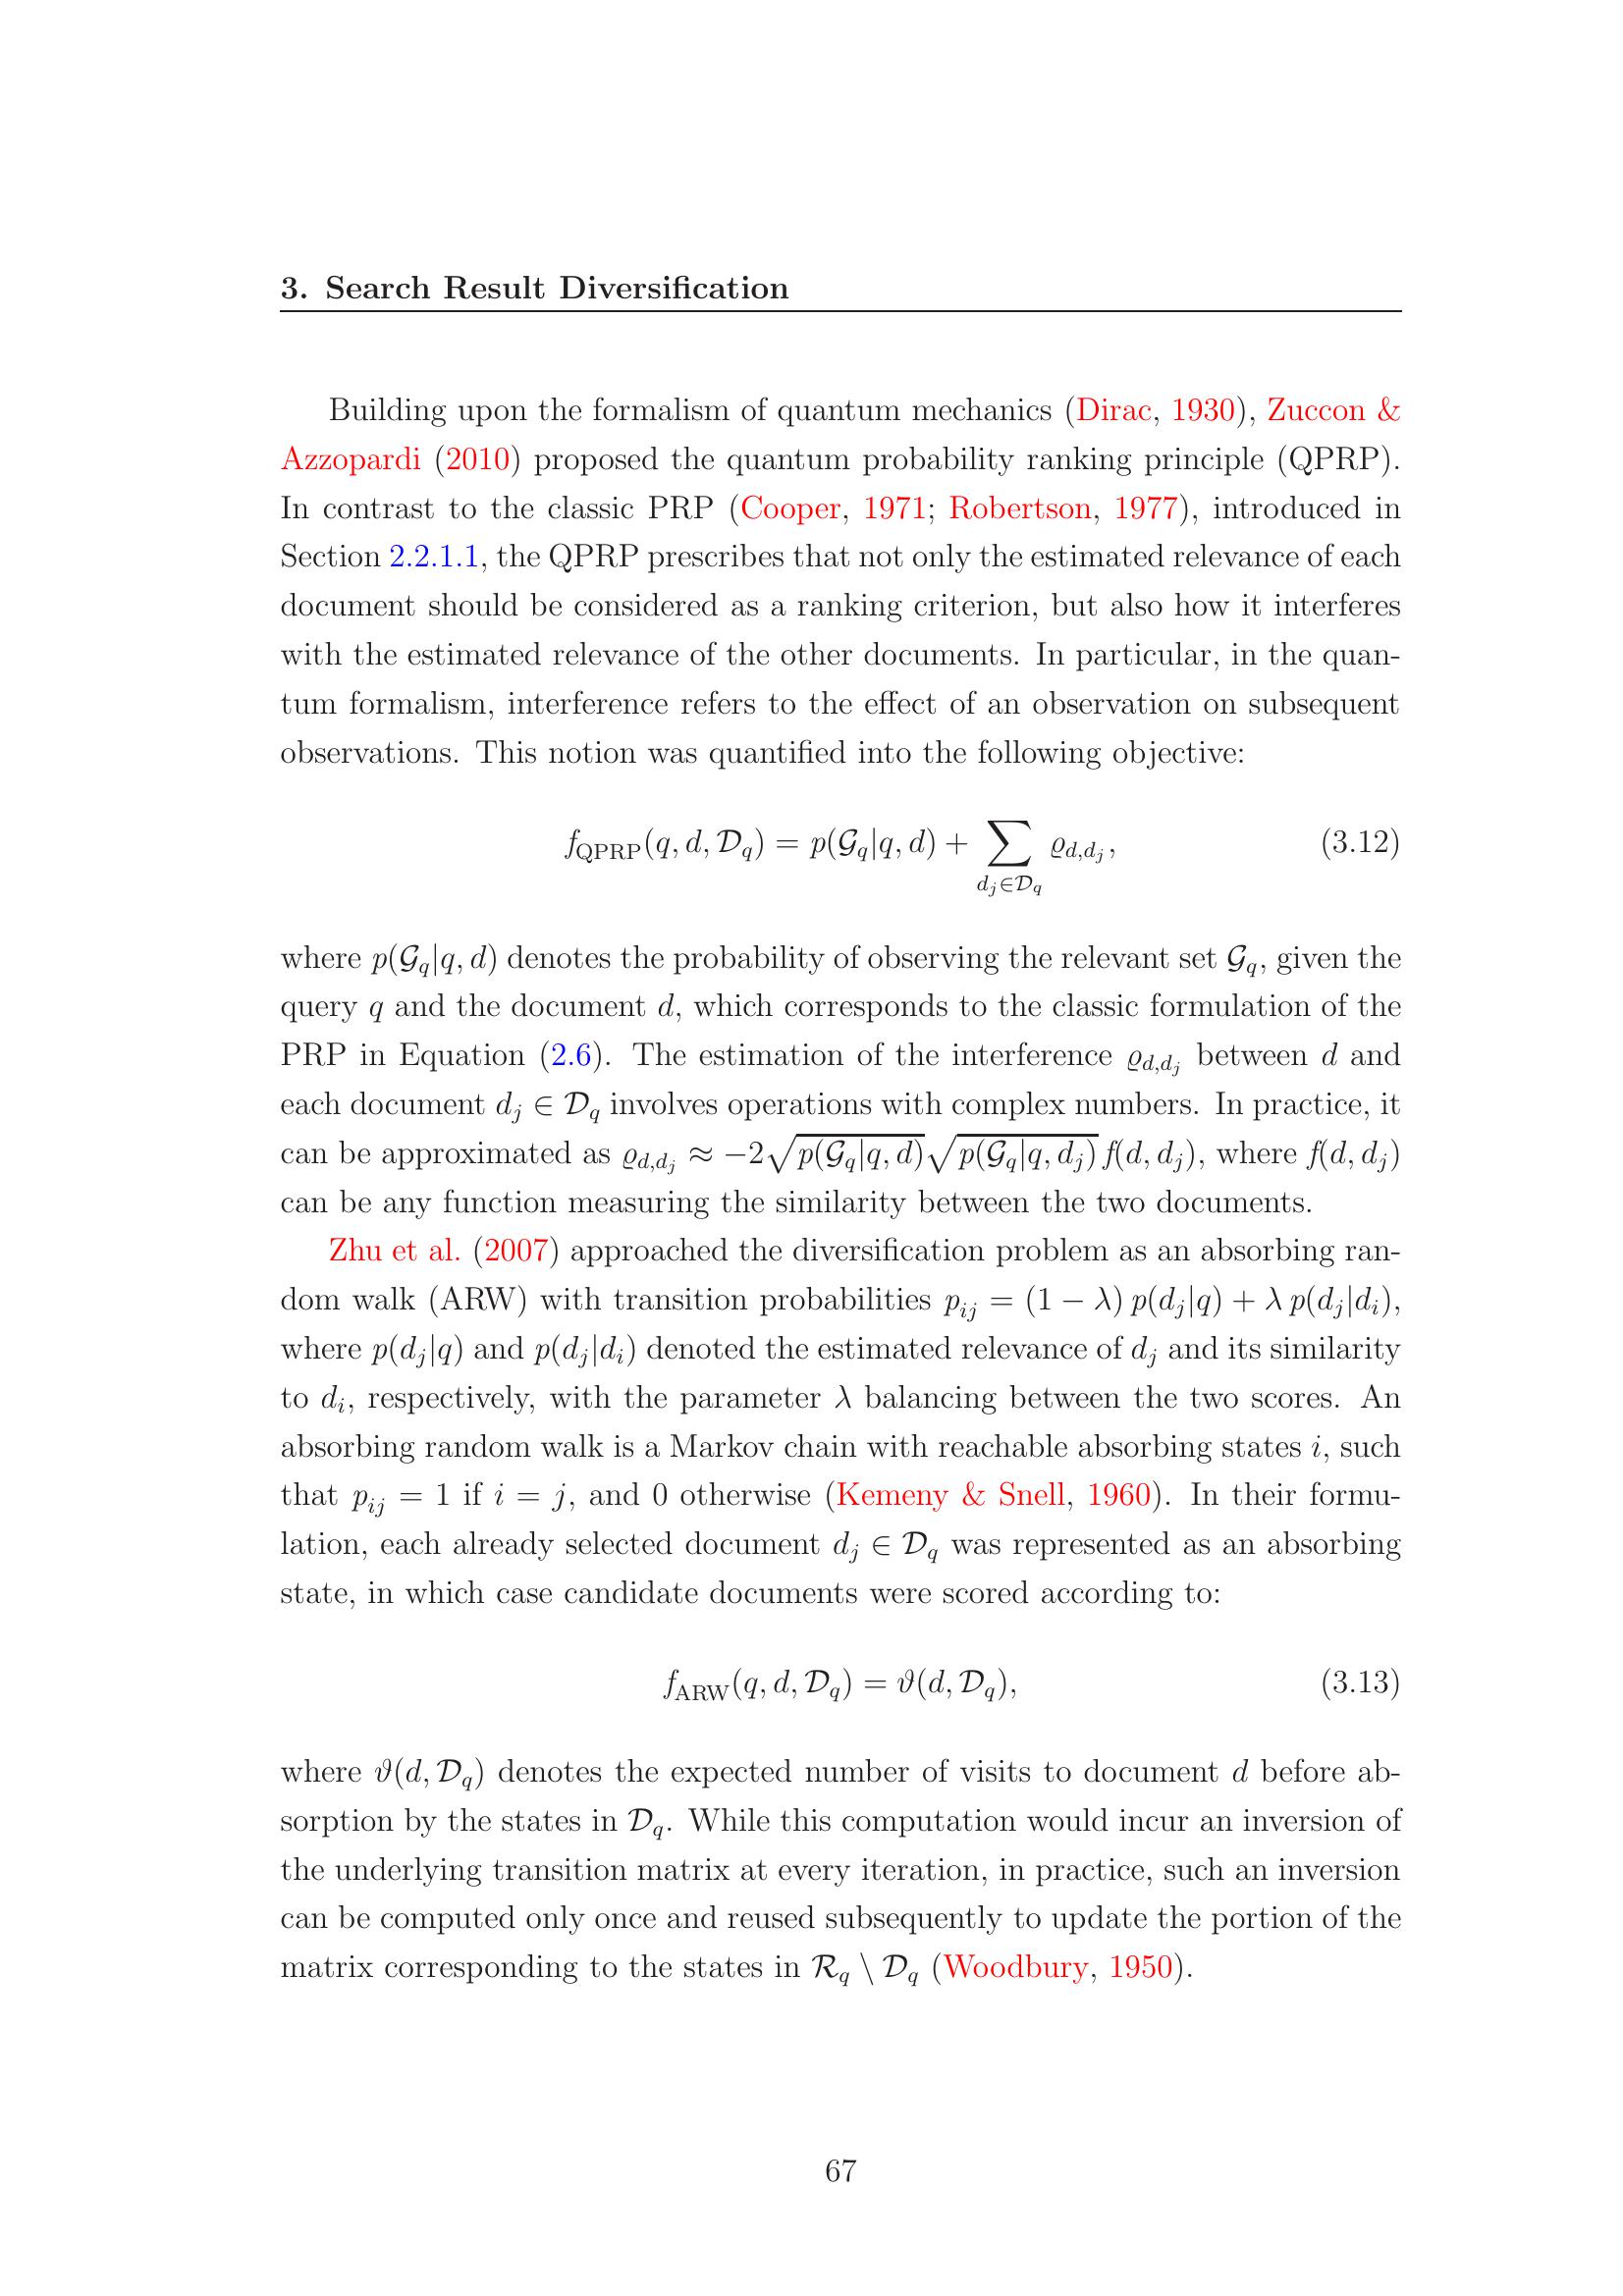 3. Search Result Diversification
Building upon the formalism of quantum mechanics (Dirac, 1930), Zuccon &
Azzopardi (2010) proposed the quantum probability ranking principle (QPRP).
In contrast to the classic PRP (Cooper, 1971; Robertson, 1977), introduced in
Section 2.2.1.1, the QPRP prescribes that not only the estimated relevance of each
document should be considered as a ranking criterion, but also how it interferes
with the estimated relevance of the other documents. In particular, in the quan-
tum formalism, interference refers to the effect of an observation on subsequent
observations. This notion was quantified into the following objective:
$f_{\text{QPRP}}(q, d, \mathcal{D}_q) = p(\mathcal{G}_q|q, d) + \sum_{d_j \in \mathcal{D}_q} \varrho_{d,d_j},$ (3.12)
where $p(\mathcal{G}_q|q, d)$ denotes the probability of observing the relevant set $\mathcal{G}_q$, given the
query $q$ and the document $d$, which corresponds to the classic formulation of the
PRP in Equation (2.6). The estimation of the interference $\varrho_{d,d_j}$ between $d$ and
each document $d_j \in \mathcal{D}_q$ involves operations with complex numbers. In practice, it
can be approximated as $\varrho_{d,d_j} \approx -2\sqrt{p(\mathcal{G}_q|q, d)}\sqrt{p(\mathcal{G}_q|q, d_j)} f(d, d_j)$, where $f(d, d_j)$
can be any function measuring the similarity between the two documents.
Zhu et al. (2007) approached the diversification problem as an absorbing ran-
dom walk (ARW) with transition probabilities $p_{ij} = (1 - \lambda) p(d_j|q) + \lambda p(d_j|d_i)$,
where $p(d_j|q)$ and $p(d_j|d_i)$ denoted the estimated relevance of $d_j$ and its similarity
to $d_i$, respectively, with the parameter $\lambda$ balancing between the two scores. An
absorbing random walk is a Markov chain with reachable absorbing states $i$, such
that $p_{ij} = 1$ if $i = j$, and 0 otherwise (Kemeny & Snell, 1960). In their formu-
lation, each already selected document $d_j \in \mathcal{D}_q$ was represented as an absorbing
state, in which case candidate documents were scored according to:
$f_{\text{ARW}}(q, d, \mathcal{D}_q) = \vartheta(d, \mathcal{D}_q),$ (3.13)
where $\vartheta(d, \mathcal{D}_q)$ denotes the expected number of visits to document $d$ before ab-
sorption by the states in $\mathcal{D}_q$. While this computation would incur an inversion of
the underlying transition matrix at every iteration, in practice, such an inversion
can be computed only once and reused subsequently to update the portion of the
matrix corresponding to the states in $\mathcal{R}_q \setminus \mathcal{D}_q$ (Woodbury, 1950).
67